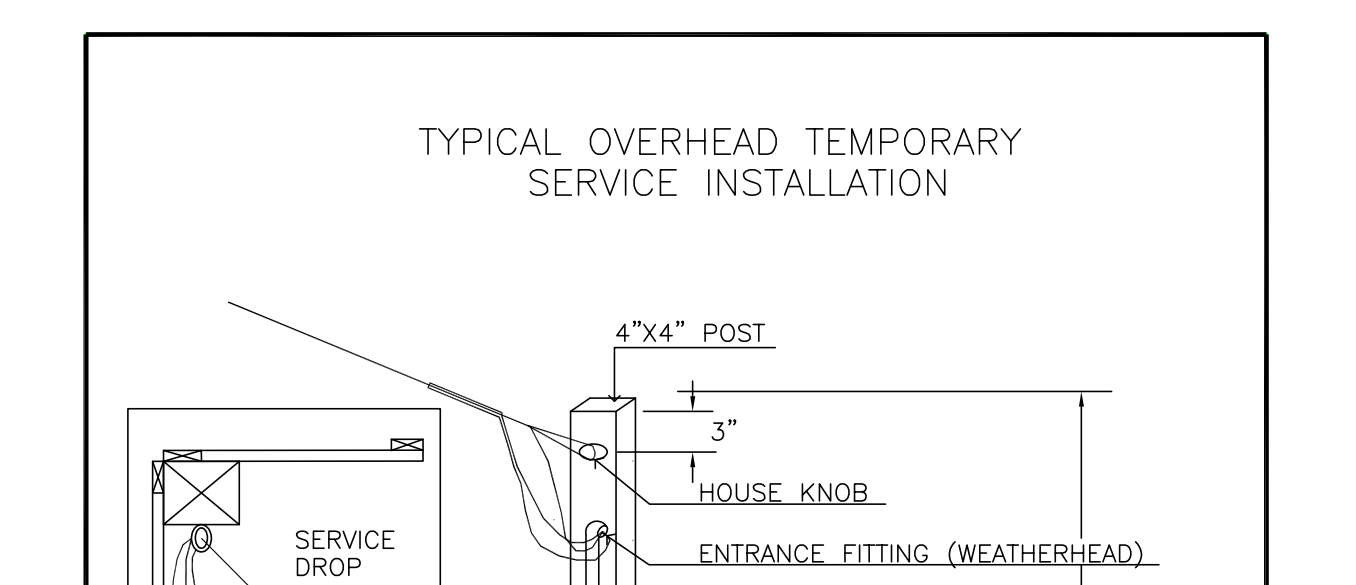 TYPICAL OVERHEAD TEMPORARY
SERVICE INSTALLATION
4"X4" POST
3"
HOUSE KNOB
SERVICE
DROP
ENTRANCE FITTING (WEATHERHEAD)